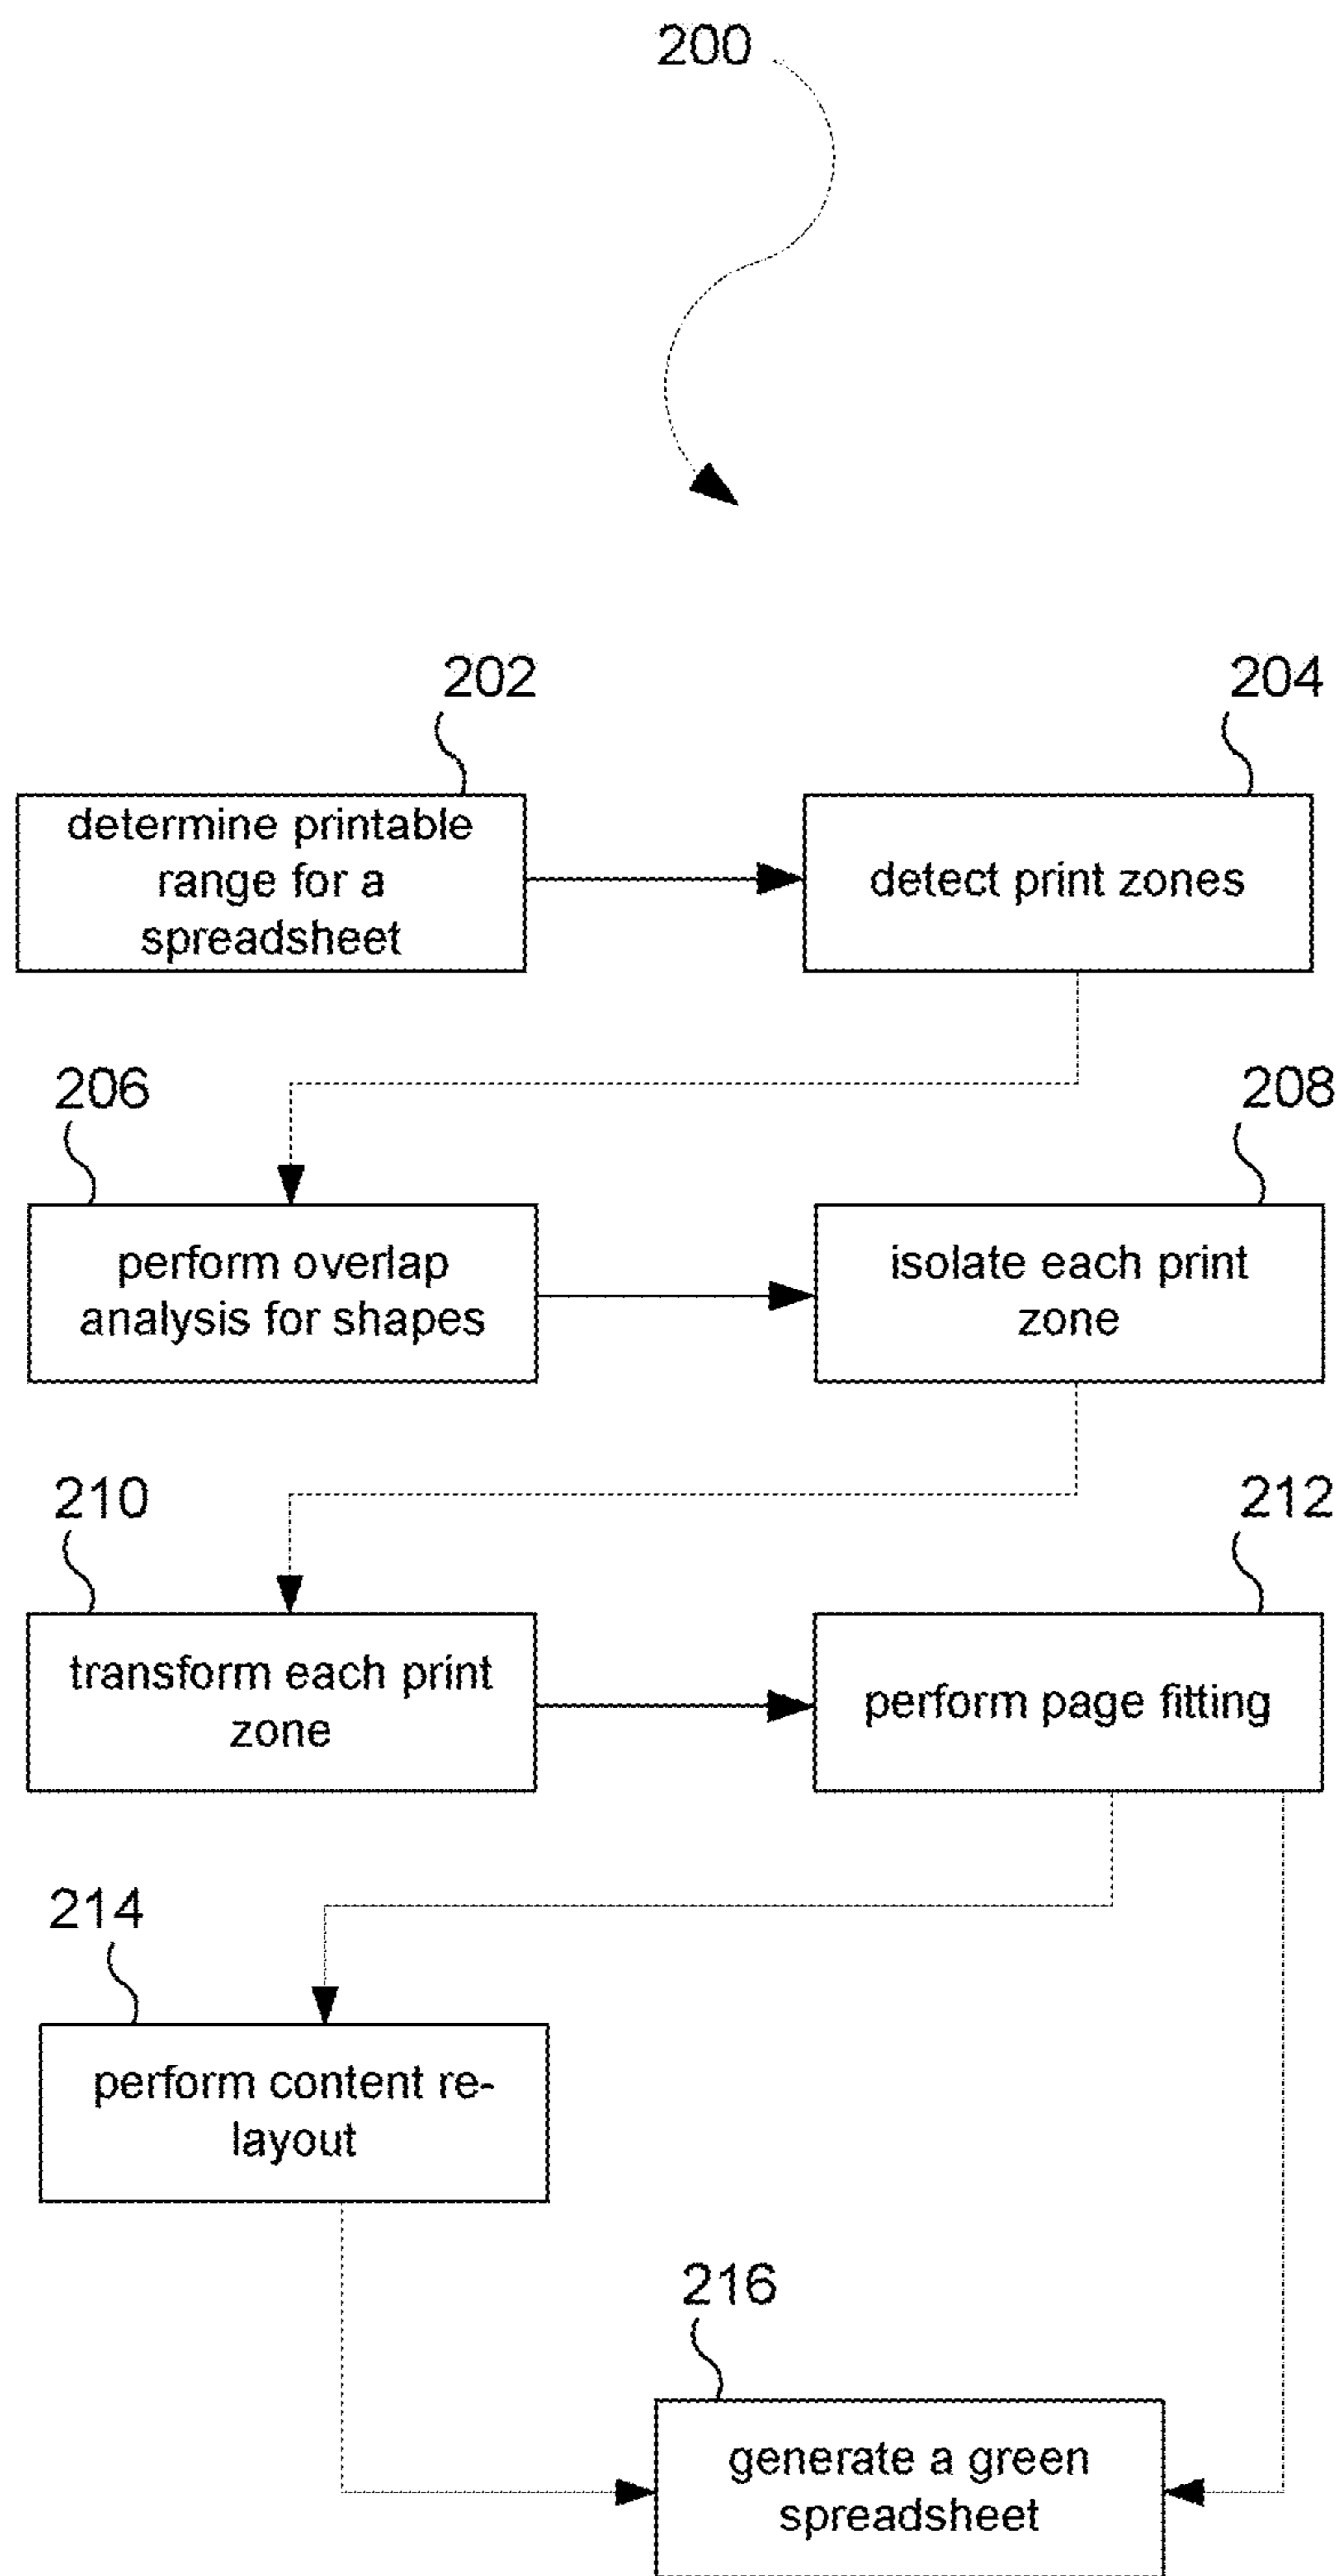 200
202
204
determine printable
range for a
spreadsheet
detect print zones
206
208
perform overlap
analysis for shapes
isolate each print
zone
210
212
transform each print
zone
perform page fitting
214
perform content re-
layout
216
generate a green
spreadsheet